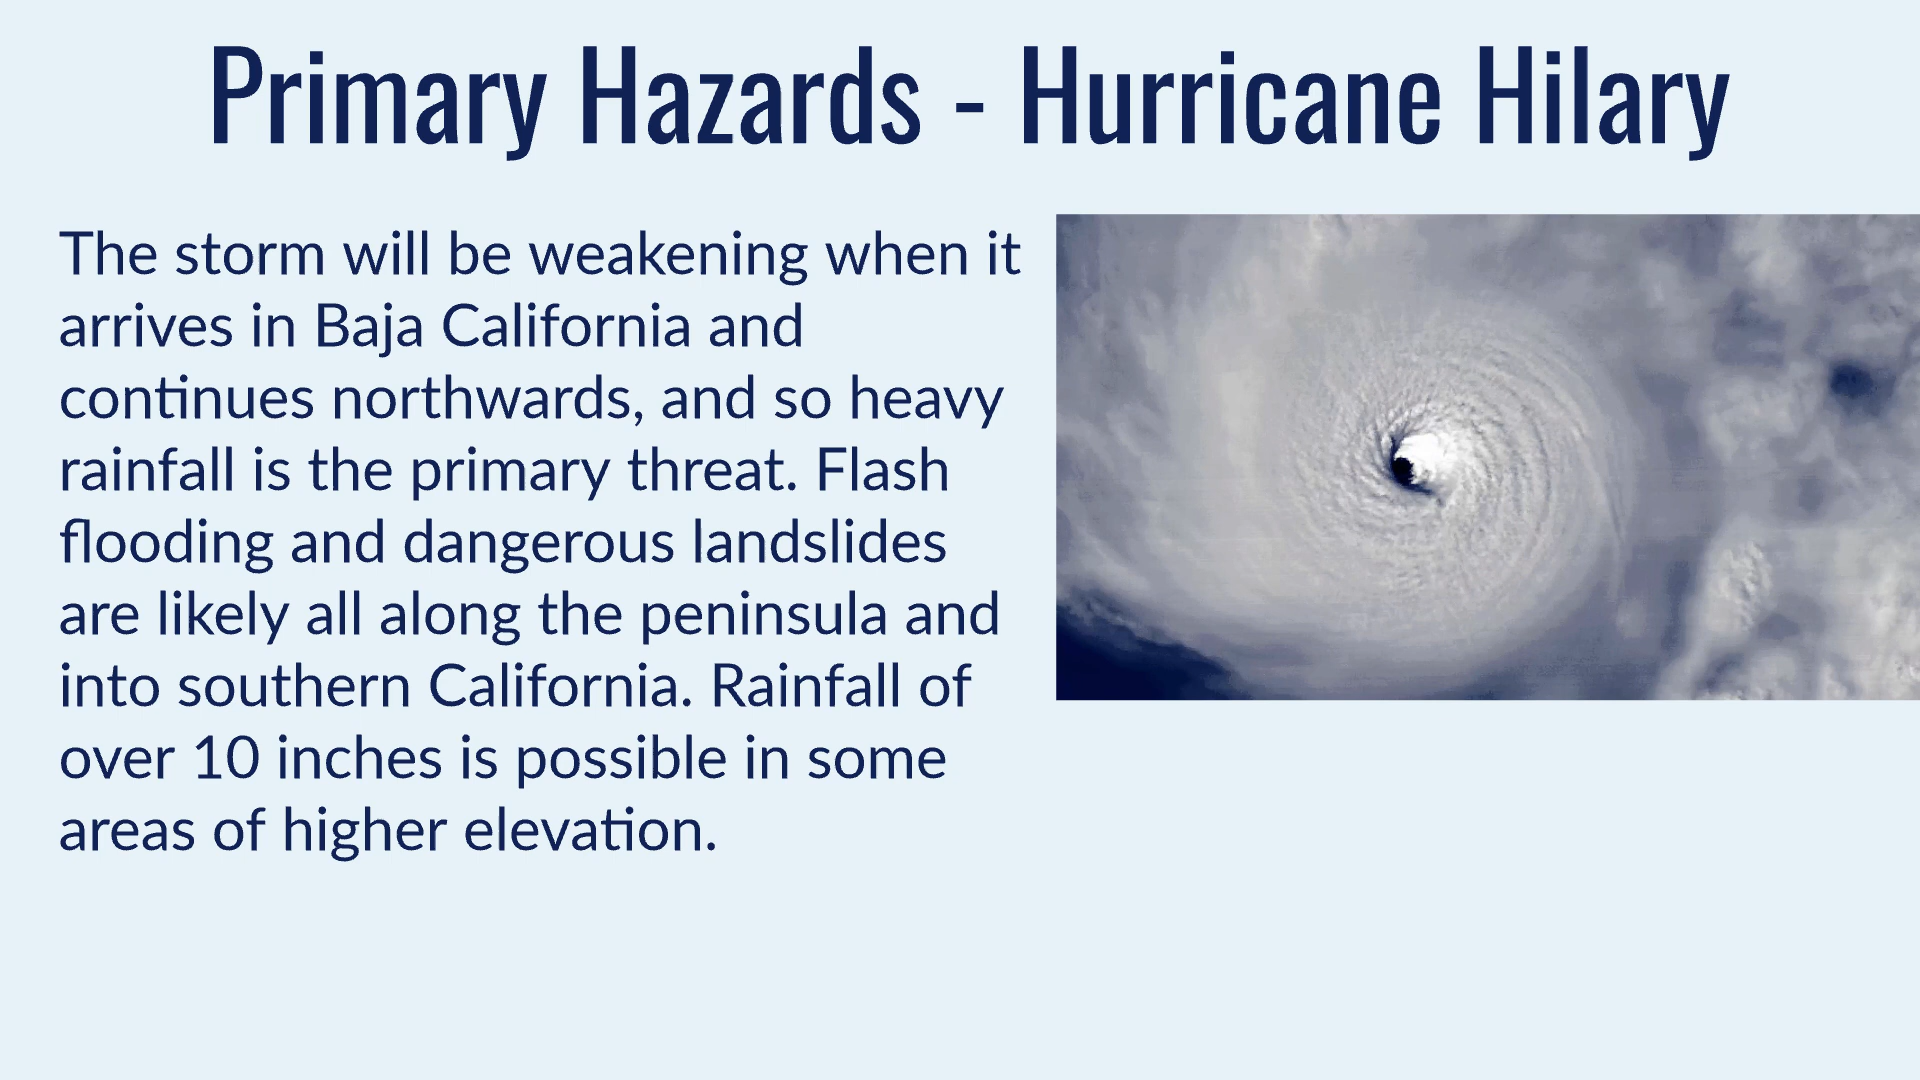 Primary Hazards - Hurricane Hilary
The storm will be weakening when it
arrives in Baja California and
continues northwards, and so heavy
rainfall is the primary threat. Flash
flooding and dangerous landslides
are likely all along the peninsula and
into southern California. Rainfall of
over 10 inches is possible in some
areas of higher elevation.